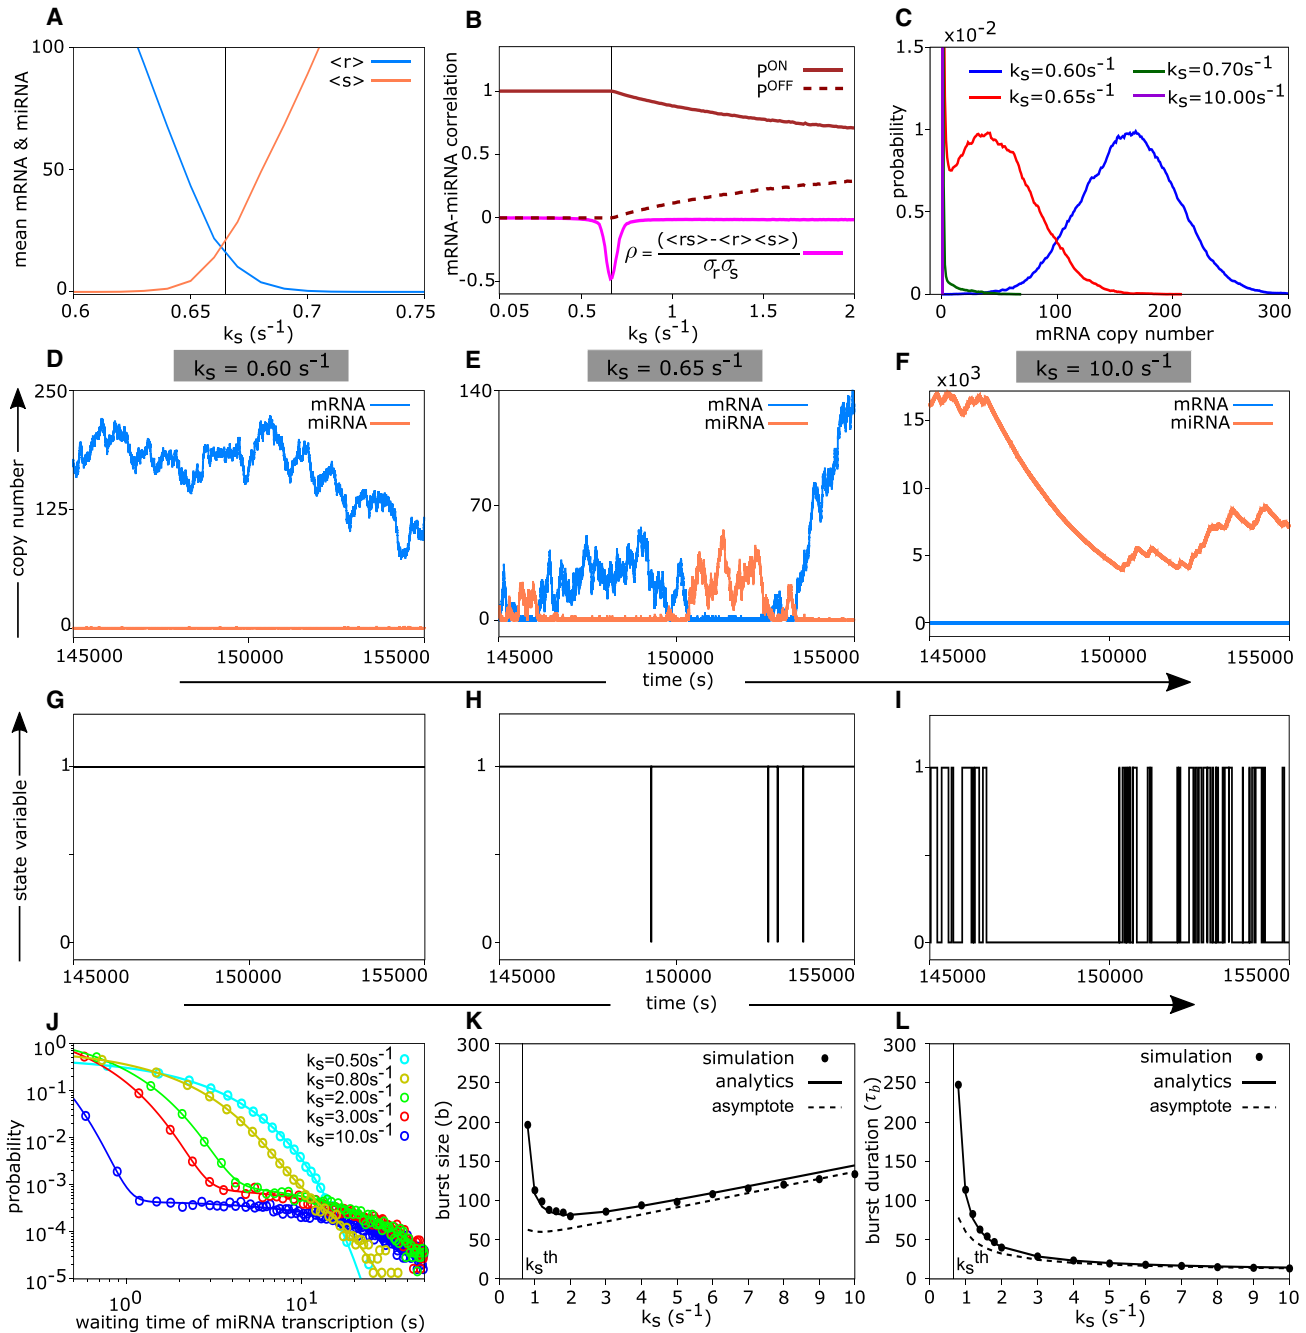 A
mean mRNA & miRNA
100
50
0
<r>
<s>
0.6 0.65 0.7 0.75
kS (s-1)
B
mRNA-miRNA correlation
1
0.5
0
-0.5
PON
POFF
ρ = (<rs>-<r><s>) / σrσs
0.05 0.5 1 1.5 2
kS (s-1)
C
x10-2
probability
1.5
1
0.5
0
kS=0.60s-1
kS=0.65s-1
kS=0.70s-1
kS=10.00s-1
100 200 300
mRNA copy number
D
kS = 0.60 s-1
copy number
250
125
0
mRNA
miRNA
145000 150000 155000
E
kS = 0.65 s-1
140
70
0
mRNA
miRNA
145000 150000 155000
F
kS = 10.0 s-1
x103
15
10
5
0
mRNA
miRNA
145000 150000 155000
time (s)
G
state variable
1
0
145000 150000 155000
H
1
0
145000 150000 155000
I
1
0
145000 150000 155000
time (s)
J
probability
100
10-1
10-2
10-3
10-4
10-5
kS=0.50s-1
kS=0.80s-1
kS=2.00s-1
kS=3.00s-1
kS=10.0s-1
100 101
waiting time of miRNA transcription (s)
K
burst size (b)
300
250
200
150
100
50
0
simulation
analytics
asymptote
ksth
0 1 2 3 4 5 6 7 8 9 10
kS (s-1)
L
burst duration (τb)
300
250
200
150
100
50
0
simulation
analytics
asymptote
ksth
0 1 2 3 4 5 6 7 8 9 10
kS (s-1)